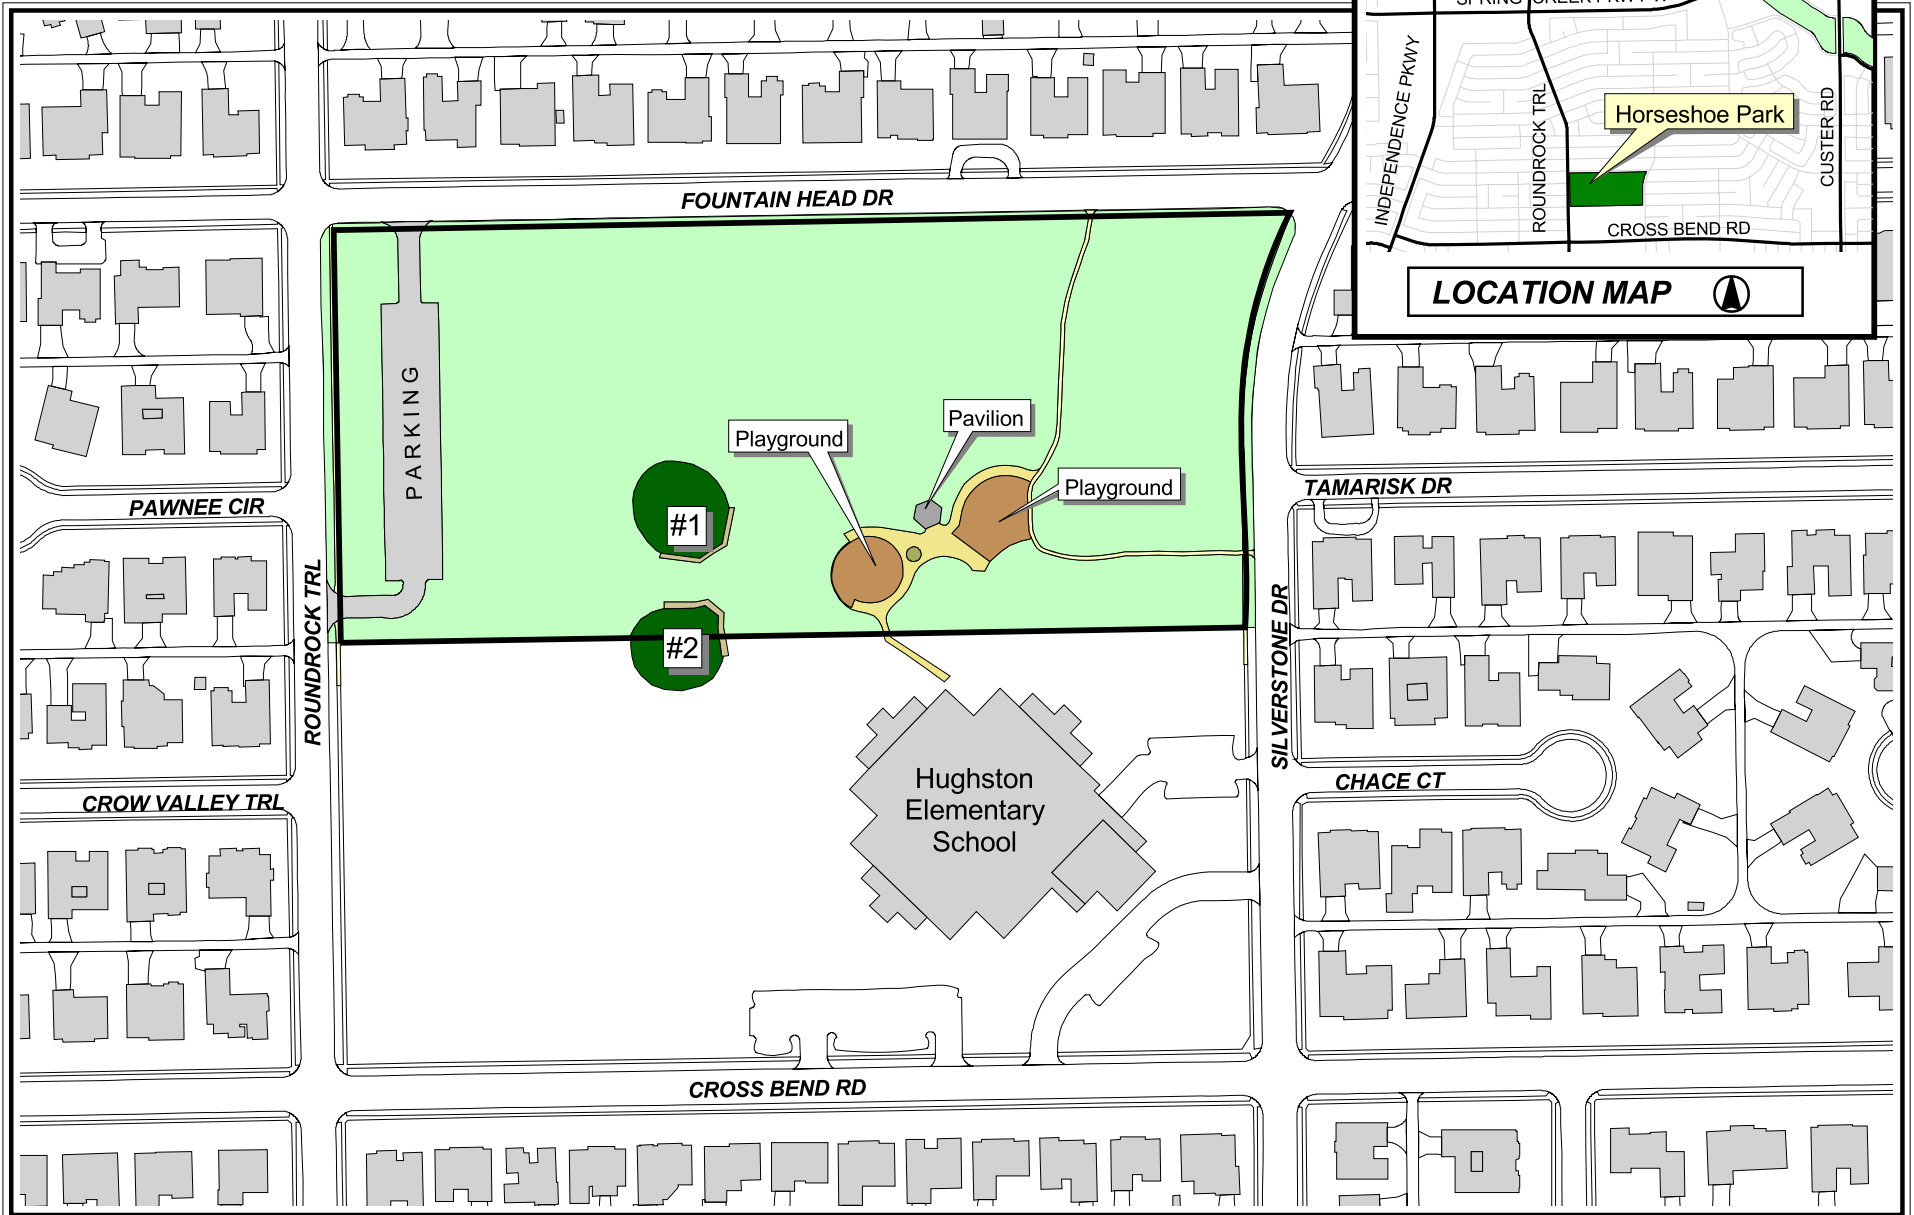 INDEPENDENCE PKWY
ROUNDROCK TRL
Horseshoe Park
CUSTER RD
CROSS BEND RD
LOCATION MAP
FOUNTAIN HEAD DR
PARKING
Playground
Pavilion
Playground
#1
#2
PAWNEE CIR
TAMARISK DR
ROUNDROCK TRL
SILVERSTONE DR
Hughston
Elementary
School
CHACE CT
CROW VALLEY TRL
CROSS BEND RD